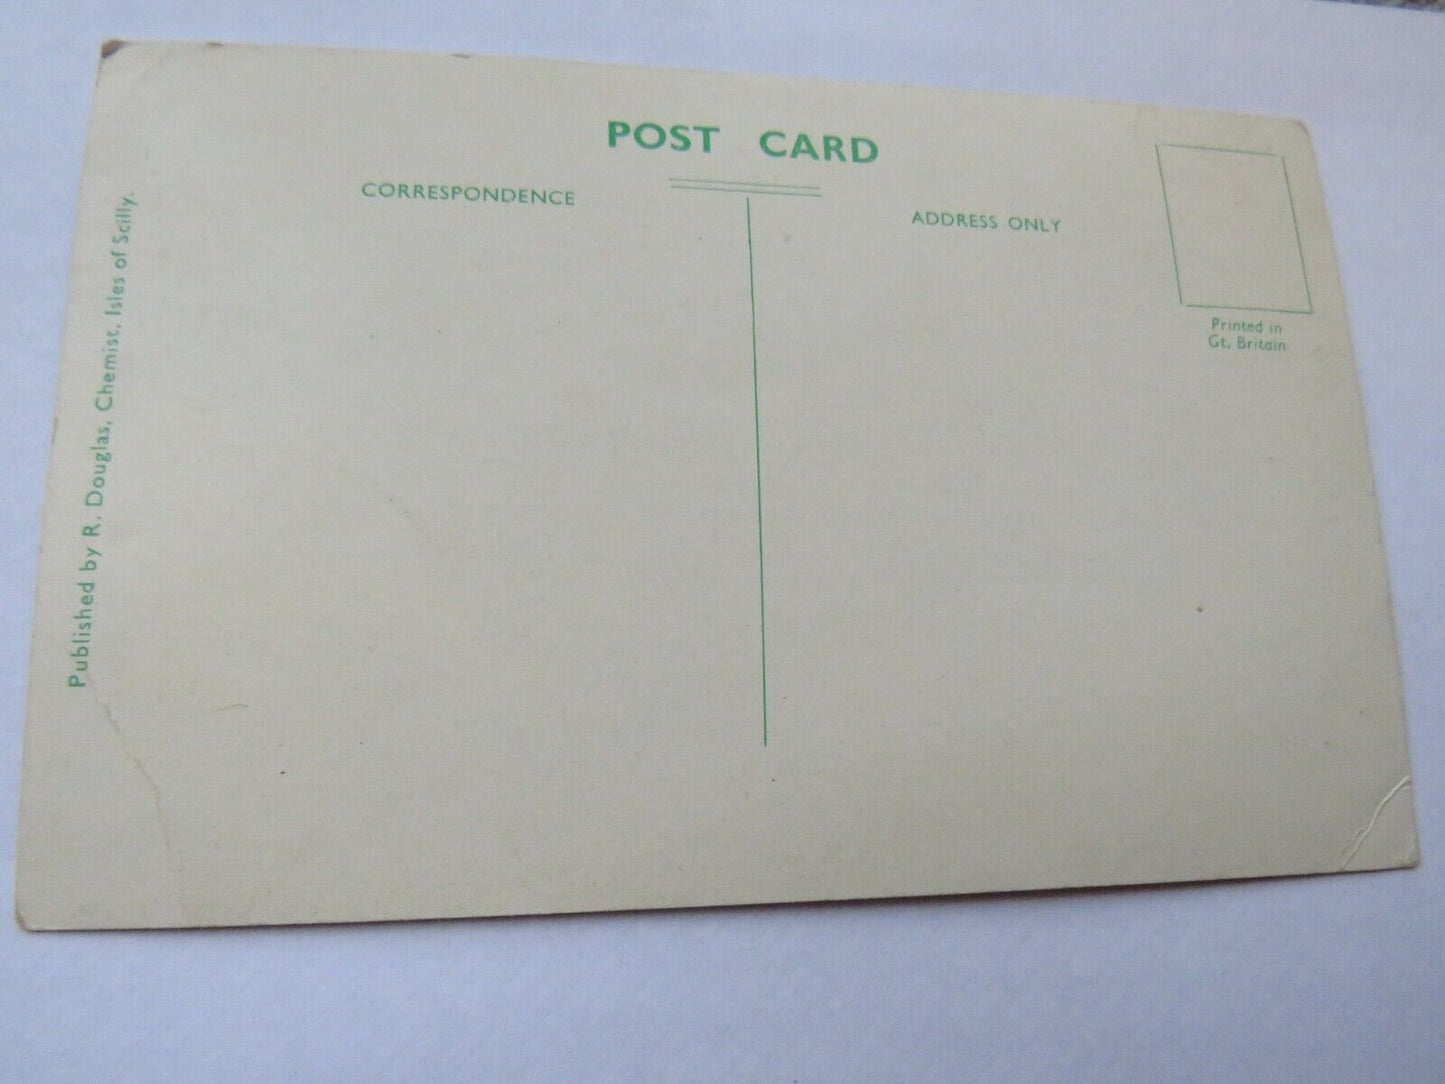 POST CARD
CORRESPONDENCE
ADDRESS ONLY
Printed in
Gt. Britain
Published by R. Douglas, Chemist, Isles of Scilly.